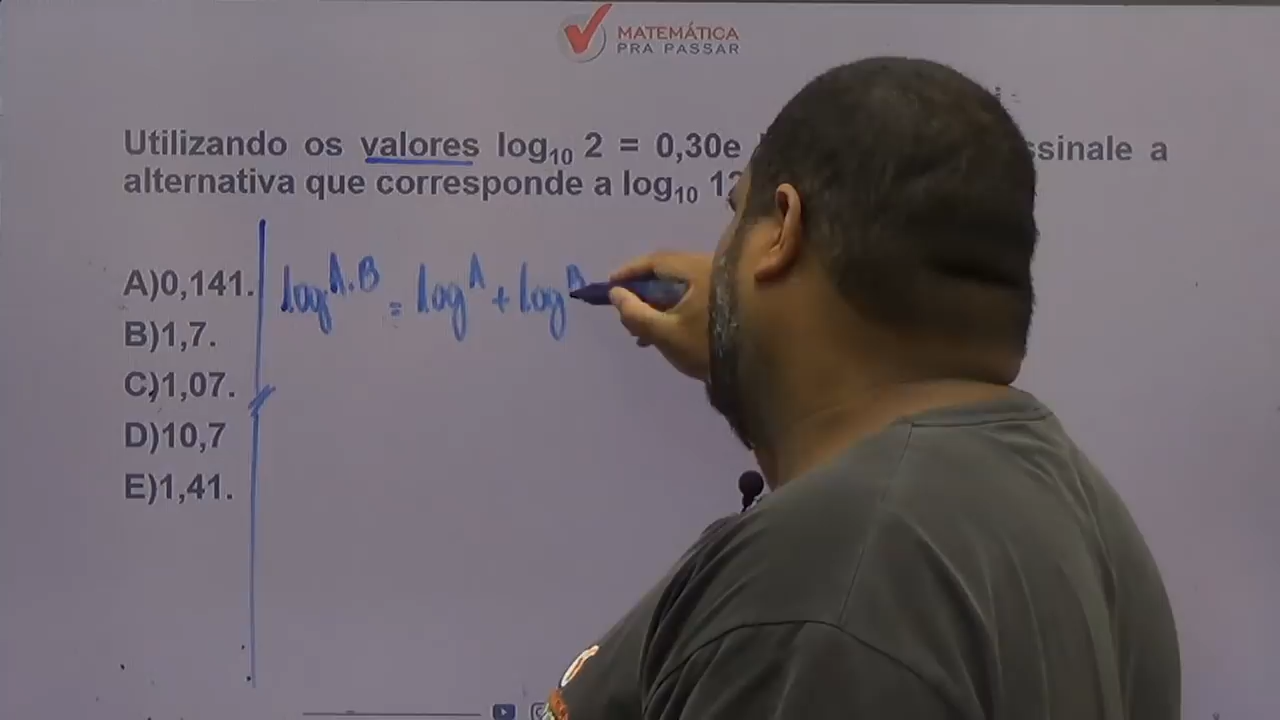 MATEMÁTICA
PRA PASSAR
Utilizando os valores log₁₀ 2 = 0,30e ssinale a
alternativa que corresponde a log₁₀
A)0,141.
B)1,7.
C)1,07.
D)10,7
E)1,41.
log A.B = log A + log B